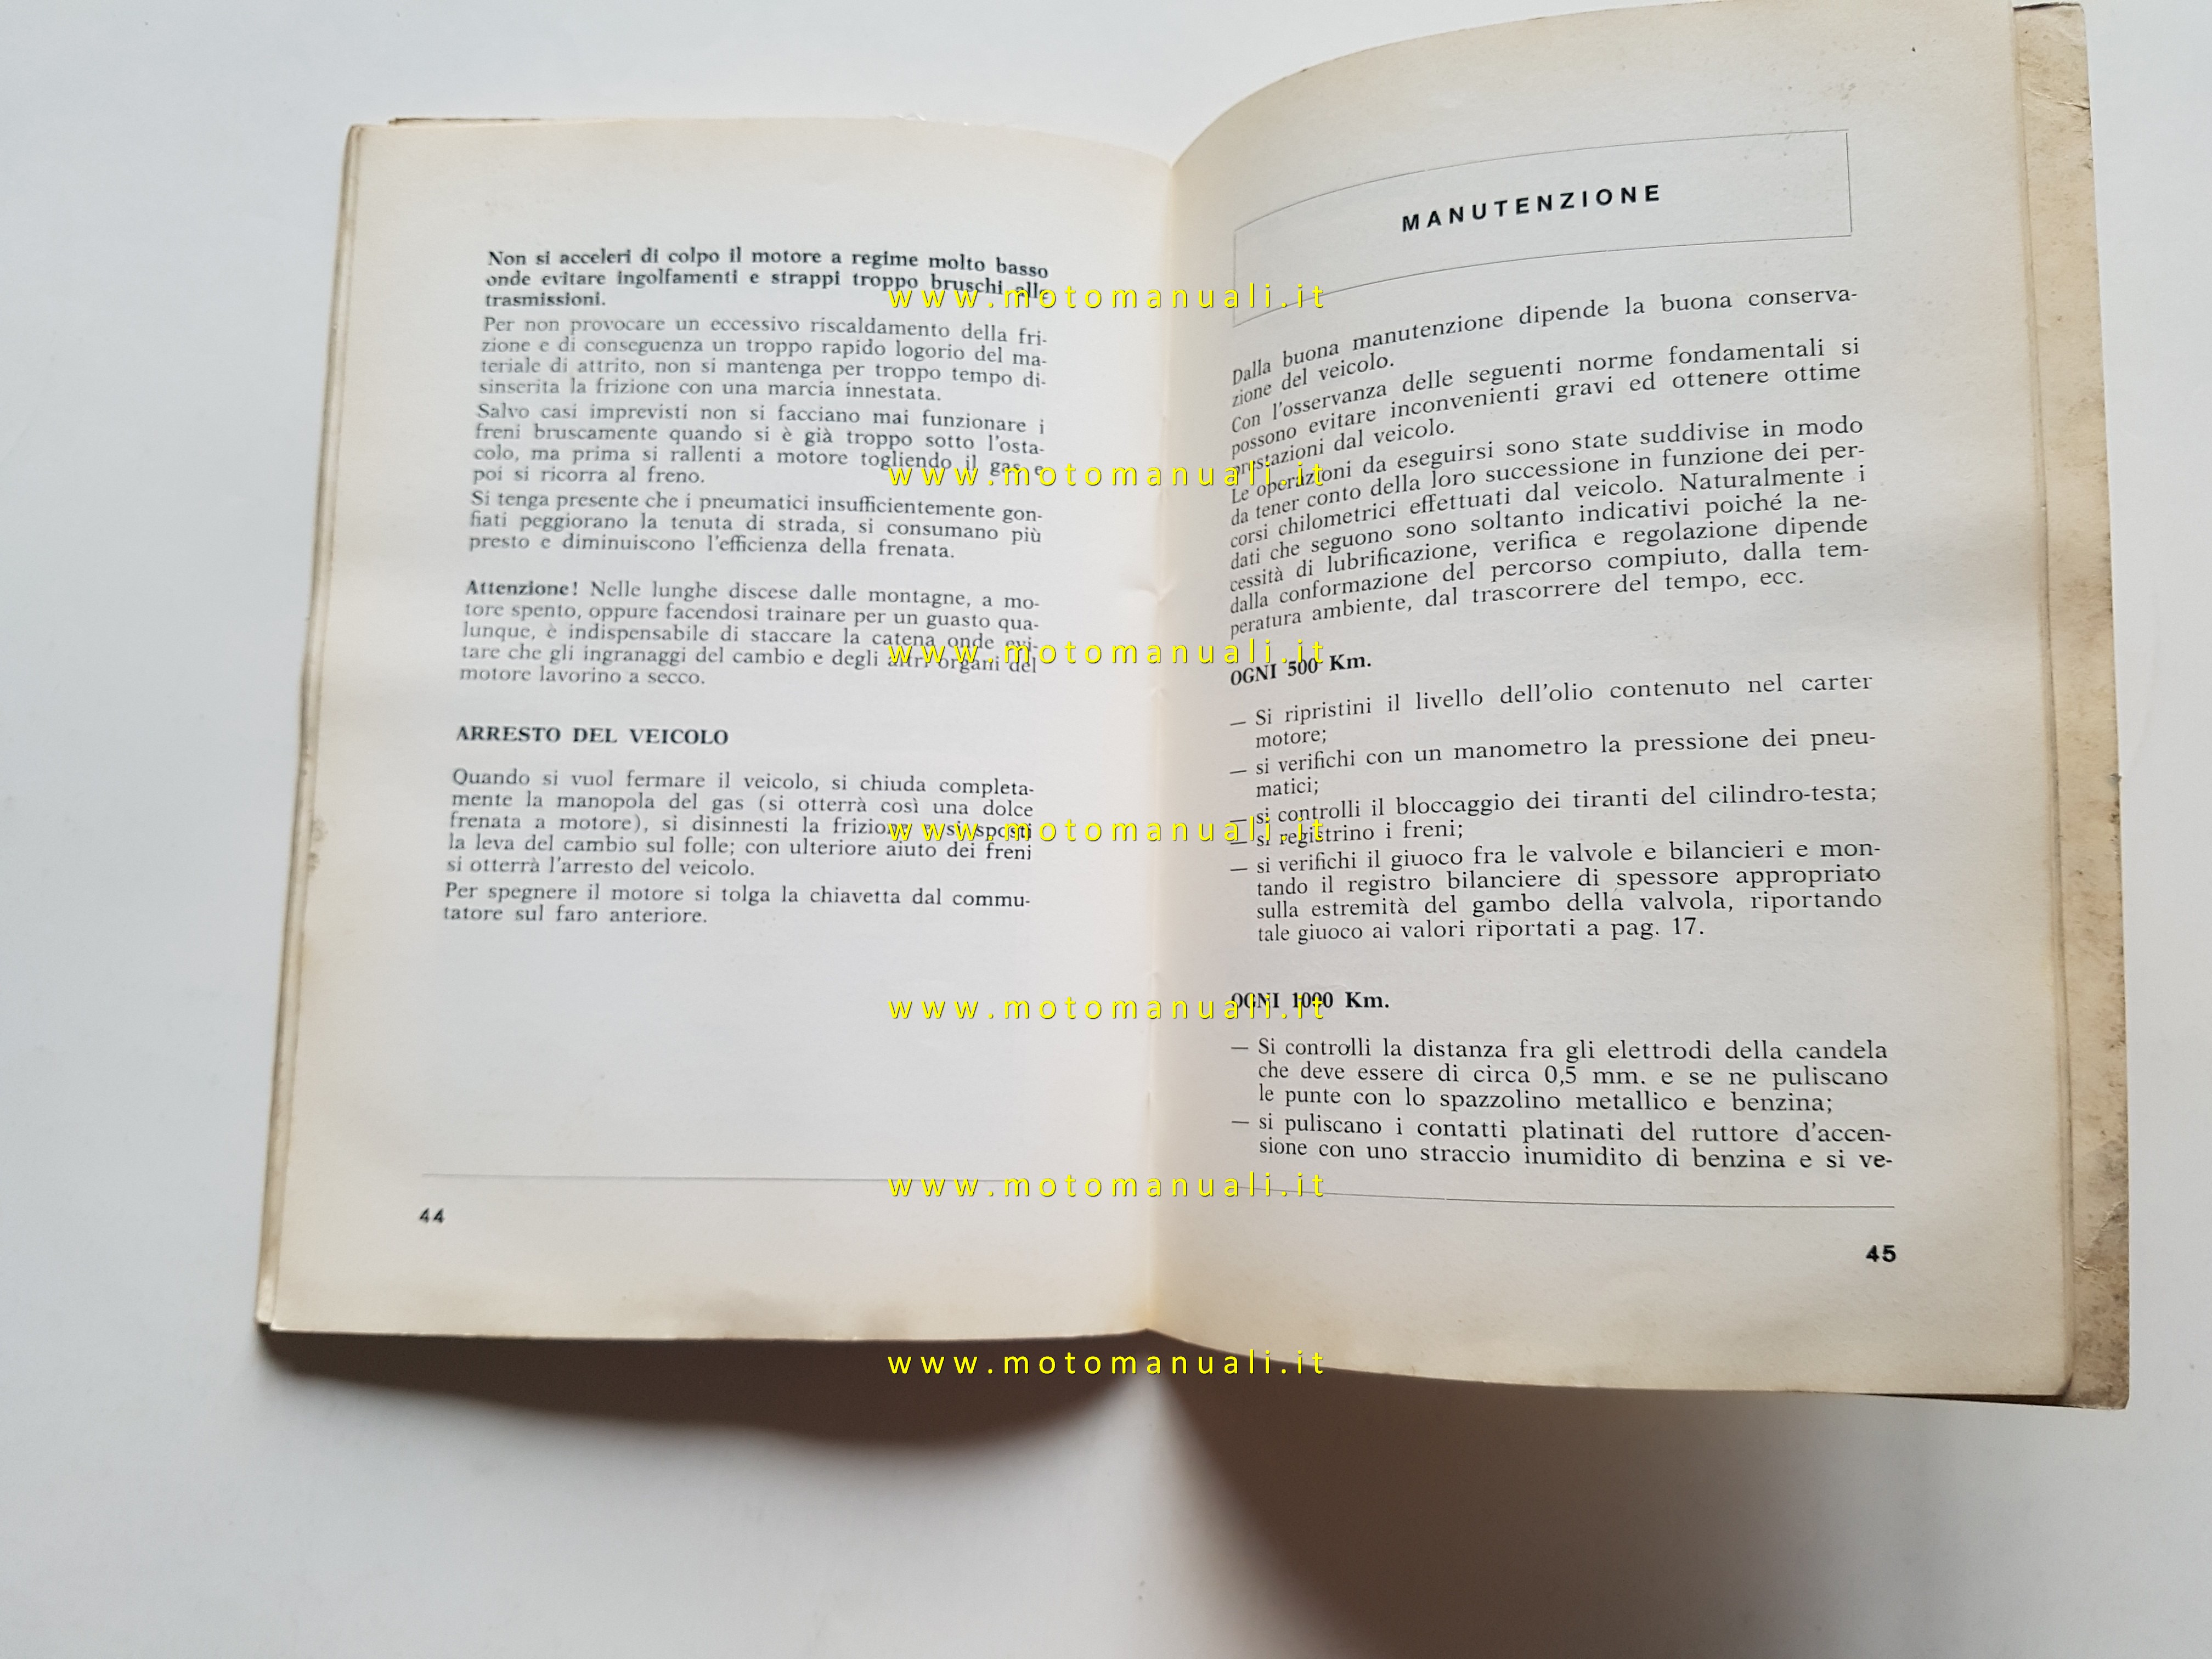 Non si acceleri di colpo il motore a regime molto basso
onde evitare ingolfamenti e strappi troppo bruschi alle
trasmissioni.
Per non provocare un eccessivo riscaldamento della fri-
zione e di conseguenza un troppo rapido logorio del ma-
teriale di attrito, non si mantenga per troppo tempo di-
sinserita la frizione con una marcia innestata.
Salvo casi imprevisti non si facciano mai funzionare i
freni bruscamente quando si è già troppo sotto l'osta-
colo, ma prima si rallenti a motore togliendo il gas e
poi si ricorra al freno.
Si tenga presente che i pneumatici insufficientemente gon-
fiati peggiorano la tenuta di strada, si consumano più
presto e diminuiscono l'efficienza della frenata.
Attenzione! Nelle lunghe discese dalle montagne, a mo-
tore spento, oppure facendosi trainare per un guasto qua-
lunque, è indispensabile di staccare la catena onde evi-
tare che gli ingranaggi del cambio e degli altri organi del
motore lavorino a secco.
ARRESTO DEL VEICOLO
Quando si vuol fermare il veicolo, si chiuda completa-
mente la manopola del gas (si otterrà così una dolce
frenata a motore), si disinnesti la frizione e si sposti
la leva del cambio sul folle; con ulteriore aiuto dei freni
si otterrà l'arresto del veicolo.
Per spegnere il motore si tolga la chiavetta dal commu-
tatore sul faro anteriore.
44
MANUTENZIONE
Dalla buona manutenzione dipende la buona conserva-
zione del veicolo.
Con l'osservanza delle seguenti norme fondamentali si
possono evitare inconvenienti gravi ed ottenere ottime
prestazioni dal veicolo.
Le operazioni da eseguirsi sono state suddivise in modo
da tener conto della loro successione in funzione dei per-
corsi chilometrici effettuati dal veicolo. Naturalmente i
dati che seguono sono soltanto indicativi poiché la ne-
cessità di lubrificazione, verifica e regolazione dipende
dalla conformazione del percorso compiuto, dalla tem-
peratura ambiente, dal trascorrere del tempo, ecc.
OGNI 500 Km.
— Si ripristini il livello dell'olio contenuto nel carter
motore;
— si verifichi con un manometro la pressione dei pneu-
matici;
— si controlli il bloccaggio dei tiranti del cilindro-testa;
— si registrino i freni;
— si verifichi il giuoco fra le valvole e bilancieri e mon-
tando il registro bilanciere di spessore appropriato
sulla estremità del gambo della valvola, riportando
tale giuoco ai valori riportati a pag. 17.
OGNI 1000 Km.
— Si controlli la distanza fra gli elettrodi della candela
che deve essere di circa 0,5 mm. e se ne puliscano
le punte con lo spazzolino metallico e benzina;
— si puliscano i contatti platinati del ruttore d'accen-
sione con uno straccio inumidito di benzina e si ve-
45
www.motomanuali.it
www.motomanuali.it
www.motomanuali.it
www.motomanuali.it
www.motomanuali.it
www.motomanuali.it
www.motomanuali.it